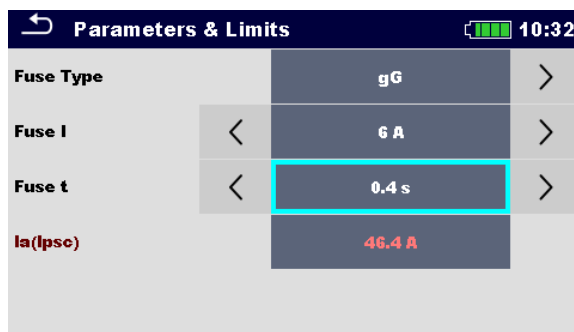 Parameters & Limits 10:32
Fuse Type gG
Fuse I 6 A
Fuse t 0.4 s
Ia(Ipsc) 46.4 A